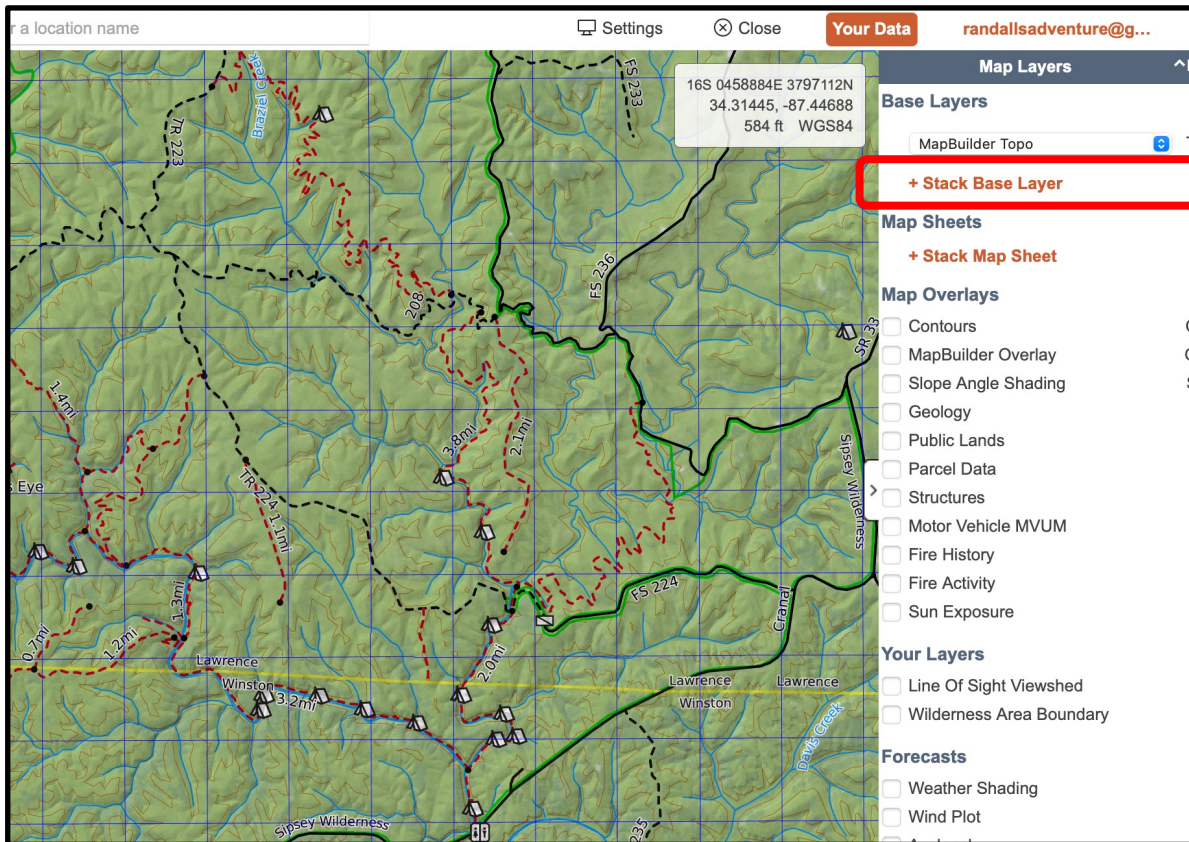 r a location name
Settings
Close
Your Data
randallsadventure@g...
Map Layers
Base Layers
MapBuilder Topo
+ Stack Base Layer
Map Sheets
+ Stack Map Sheet
Map Overlays
Contours
MapBuilder Overlay
Slope Angle Shading
Geology
Public Lands
Parcel Data
Structures
Motor Vehicle MVUM
Fire History
Fire Activity
Sun Exposure
Your Layers
Line Of Sight Viewshed
Wilderness Area Boundary
Forecasts
Weather Shading
Wind Plot
16S 0458884E 3797112N
34.31445, -87.44688
584 ft WGS84
Braziel Creek
FS 233
TR 223
FS 236
208
SR 33
1.4mi
3.8mi
2.1mi
s Eye
TR 224 1.1mi
Sipsey Wilderness
1.3mi
FS 224
Cranal
0.7mi
1.2mi
2.0mi
Lawrence
Winston
3.2mi
Lawrence
Winston
Lawrence
Davis Creek
Sipsey Wilderness
235